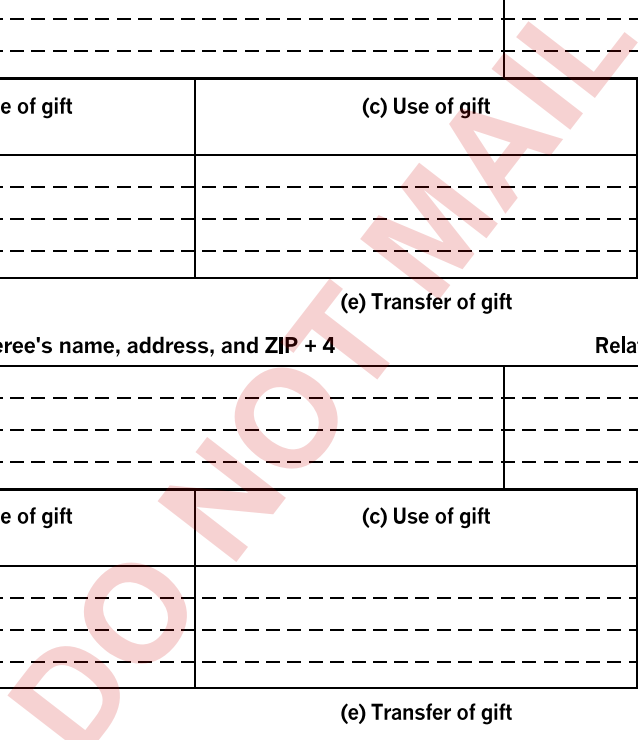 e of gift (c) Use of gift
(e) Transfer of gift
eree's name, address, and ZIP + 4 Rela
e of gift (c) Use of gift
(e) Transfer of gift
DO NOT MAIL